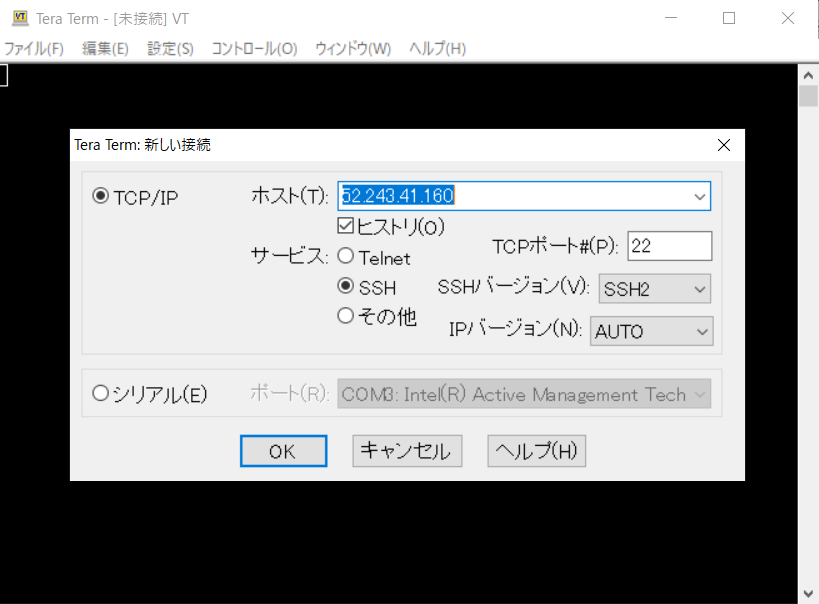 VT Tera Term - [未接続] VT
ファイル(F) 編集(E) 設定(S) コントロール(O) ウィンドウ(W) ヘルプ(H)
Tera Term: 新しい接続
TCP/IP ホスト(T): 52.243.41.160
ヒストリ(O)
サービス: Telnet TCPポート#(P): 22
SSH SSHバージョン(V): SSH2
その他 IPバージョン(N): AUTO
シリアル(E) ポート(R): COM3: Intel(R) Active Management Tech
OK キャンセル ヘルプ(H)